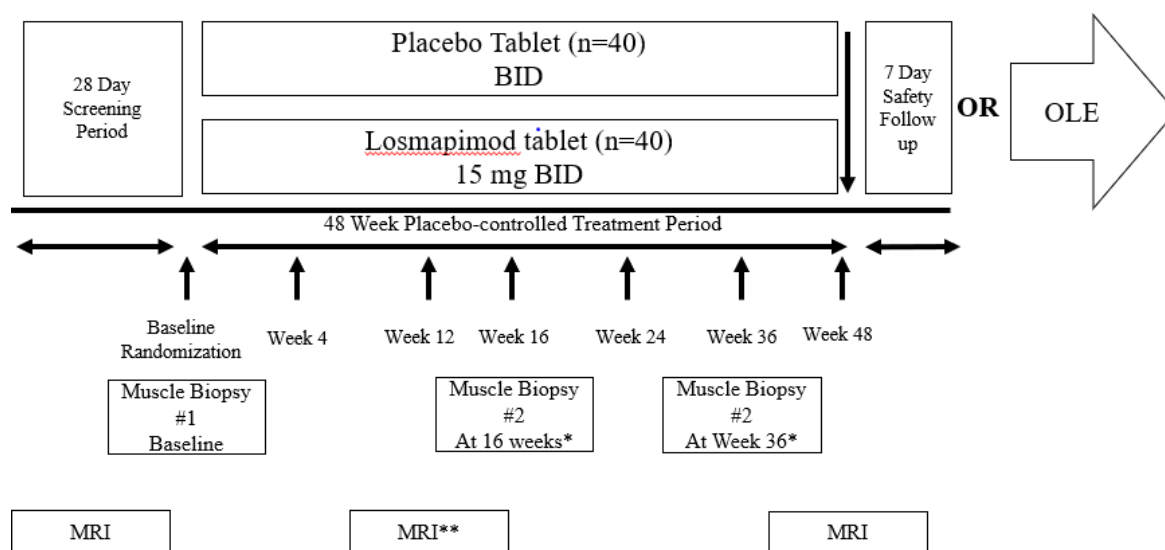 28 Day
Screening
Period
Placebo Tablet (n=40)
BID
Losmapimod tablet (n=40)
15 mg BID
7 Day
Safety
Follow
up
OR
OLE
48 Week Placebo-controlled Treatment Period
Baseline
Randomization
Week 4
Week 12
Week 16
Week 24
Week 36
Week 48
Muscle Biopsy
#1
Baseline
Muscle Biopsy
#2
At 16 weeks*
Muscle Biopsy
#2
At Week 36*
MRI
MRI**
MRI